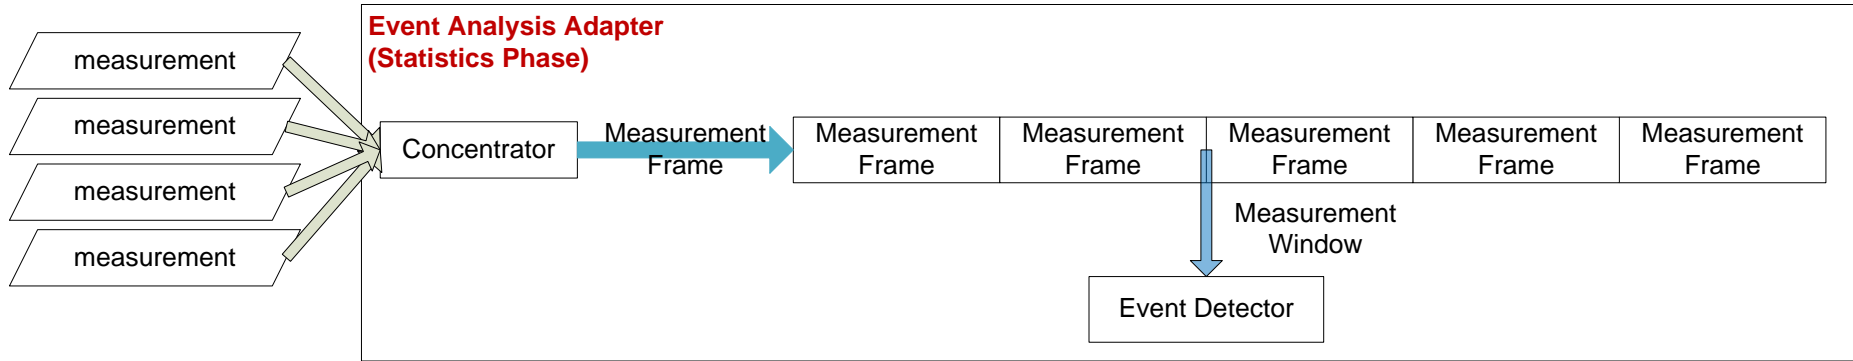 Event Analysis Adapter
(Statistics Phase)
measurement
measurement
measurement
measurement
Concentrator
Measurement
Frame
Measurement
Frame
Measurement
Frame
Measurement
Frame
Measurement
Frame
Measurement
Frame
Measurement
Window
Event Detector